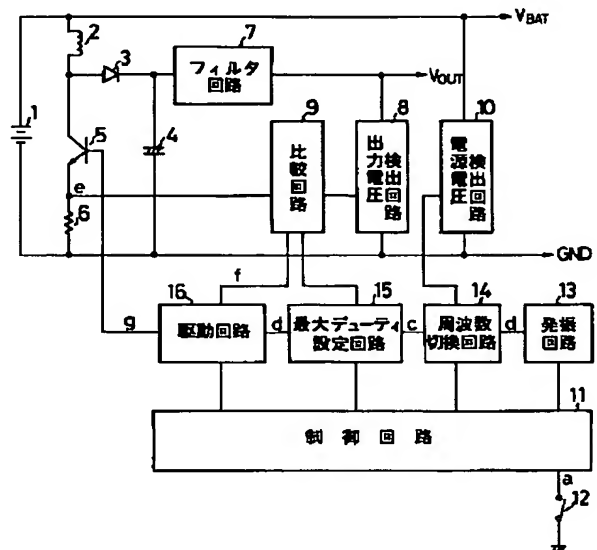 VBAT
2
7
3
フィルタ
回路
VOUT
9
8
10
1
5
4
比較回路
出力電圧
検出回路
電源電圧
検出回路
e
6
GND
f
16
15
14
13
g
駆動回路
d
最大デューティ
設定回路
c
周波数
切換回路
d
発振
回路
11
制御回路
a
12